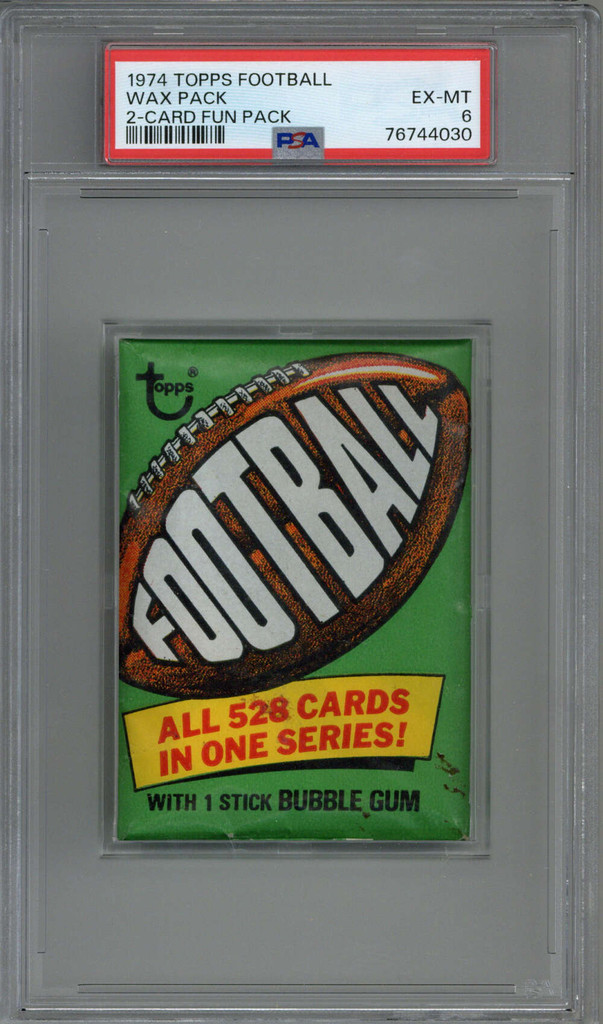 1974 TOPPS FOOTBALL
WAX PACK EX-MT
2-CARD FUN PACK 6
PSA 76744030
Topps®
FOOTBALL
ALL 528 CARDS
IN ONE SERIES!
WITH 1 STICK BUBBLE GUM